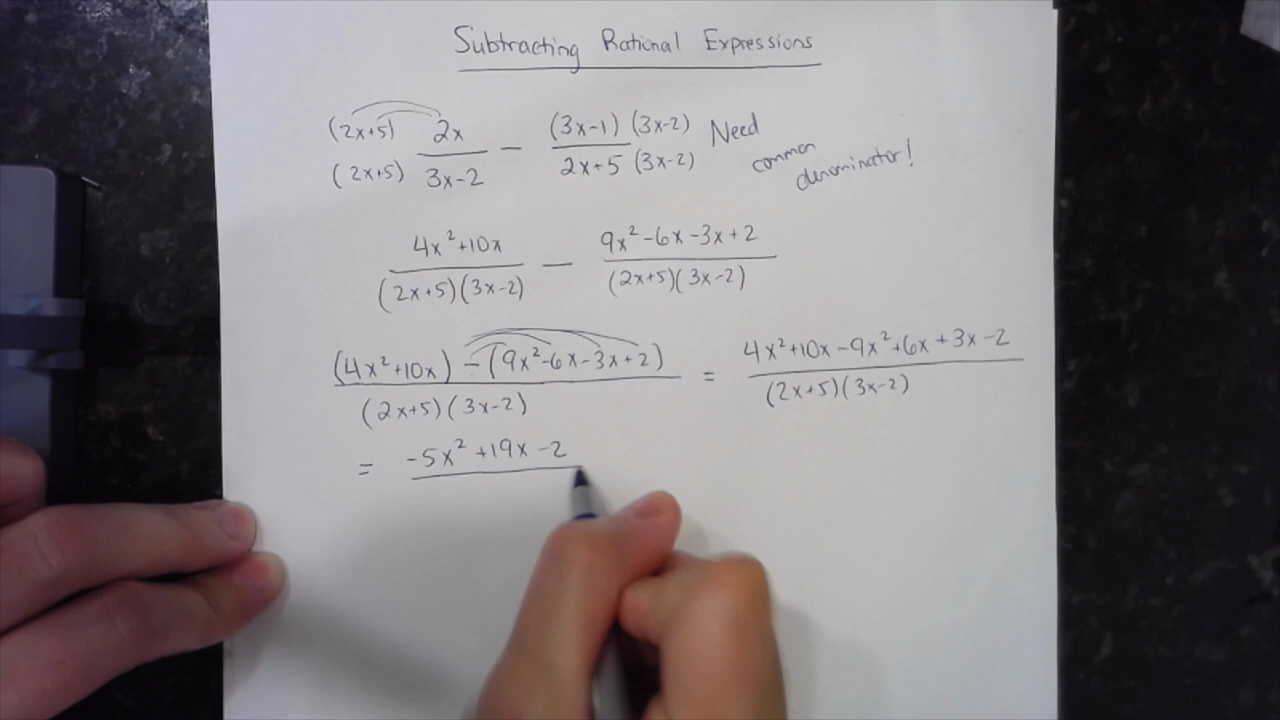 Subtracting Rational Expressions
(2x+5) 2x / (2x+5) 3x-2 - (3x-1)(3x-2) / 2x+5 (3x-2) Need common denominator!
4x²+10x / (2x+5)(3x-2) - 9x²-6x-3x+2 / (2x+5)(3x-2)
(4x²+10x) - (9x²-6x-3x+2) / (2x+5)(3x-2) = 4x²+10x-9x²+6x+3x-2 / (2x+5)(3x-2)
= -5x²+19x-2